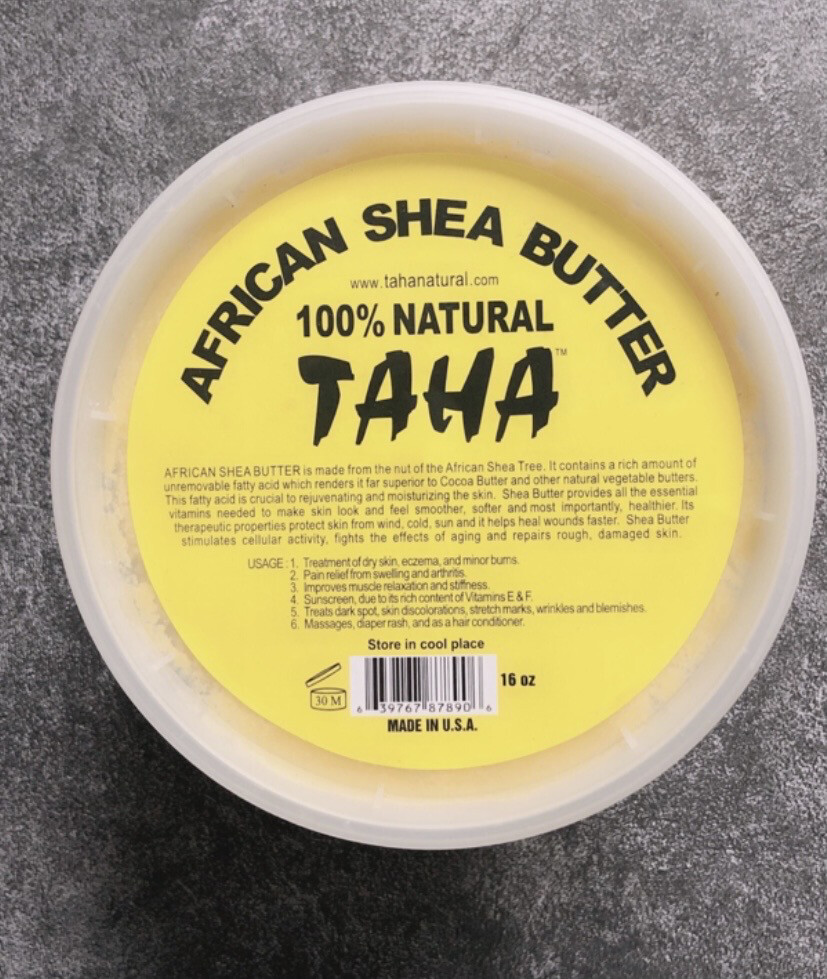 AFRICAN SHEA BUTTER
www.tahanatural.com
100% NATURAL
TAHA™
AFRICAN SHEA BUTTER is made from the nut of the African Shea Tree. It contains a rich amount of
unremovable fatty acid which renders it far superior to Cocoa Butter and other natural vegetable butters.
This fatty acid is crucial to rejuvenating and moisturizing the skin. Shea Butter provides all the essential
vitamins needed to make skin look and feel smoother, softer and most importantly, healthier. Its
therapeutic properties protect skin from wind, cold, sun and it helps heal wounds faster. Shea Butter
stimulates cellular activity, fights the effects of aging and repairs rough, damaged skin.
USAGE : 1. Treatment of dry skin, eczema, and minor burns.
2. Pain relief from swelling and arthritis.
3. Improves muscle relaxation and stiffness.
4. Sunscreen, due to its rich content of Vitamins E & F.
5. Treats dark spot, skin discolorations, stretch marks, wrinkles and blemishes.
6. Massages, diaper rash, and as a hair conditioner.
Store in cool place
30 M
6 39767 87890 6
16 oz
MADE IN U.S.A.